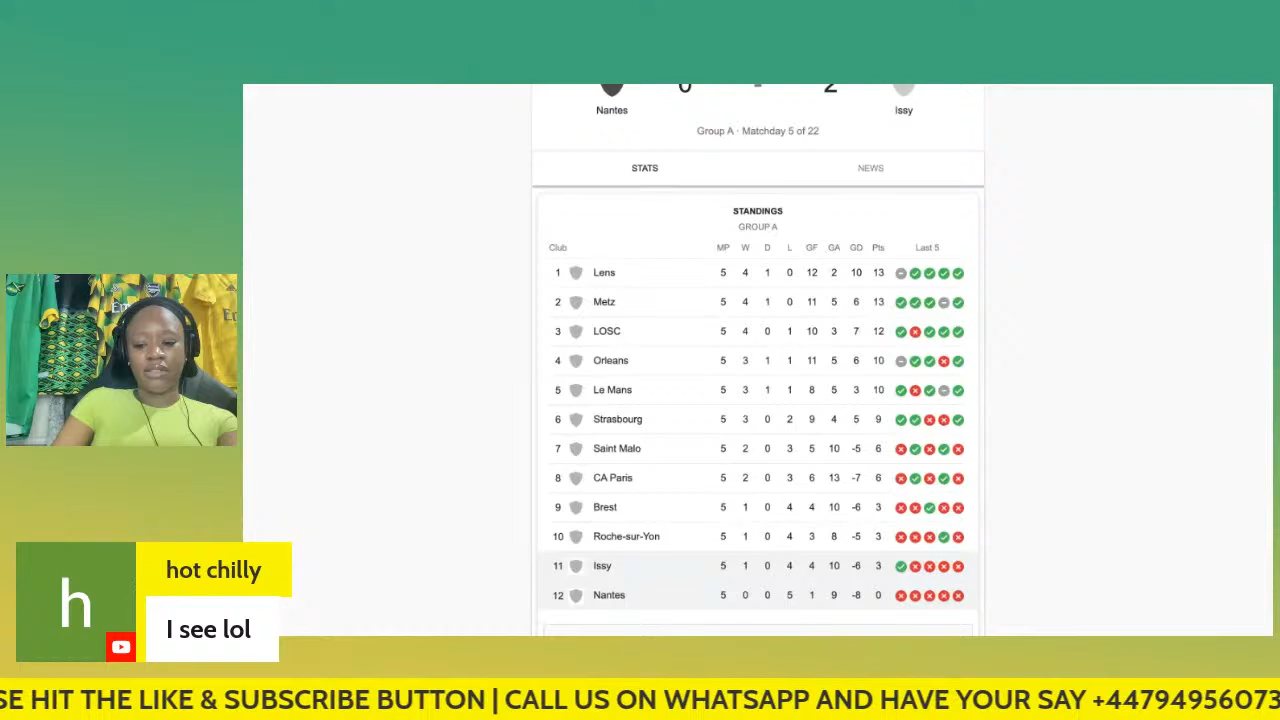 0 - 2
Nantes Issy
Group A · Matchday 5 of 22
STATS NEWS
STANDINGS
GROUP A
Club MP W D L GF GA GD Pts Last 5
1 Lens 5 4 1 0 12 2 10 13
2 Metz 5 4 1 0 11 5 6 13
3 LOSC 5 4 0 1 10 3 7 12
4 Orleans 5 3 1 1 11 5 6 10
5 Le Mans 5 3 1 1 8 5 3 10
6 Strasbourg 5 3 0 2 9 4 5 9
7 Saint Malo 5 2 0 3 5 10 -5 6
8 CA Paris 5 2 0 3 6 13 -7 6
9 Brest 5 1 0 4 4 10 -6 3
10 Roche-sur-Yon 5 1 0 4 3 8 -5 3
11 Issy 5 1 0 4 4 10 -6 3
12 Nantes 5 0 0 5 1 9 -8 0
h
hot chilly
I see lol
SE HIT THE LIKE & SUBSCRIBE BUTTON | CALL US ON WHATSAPP AND HAVE YOUR SAY +44794956073